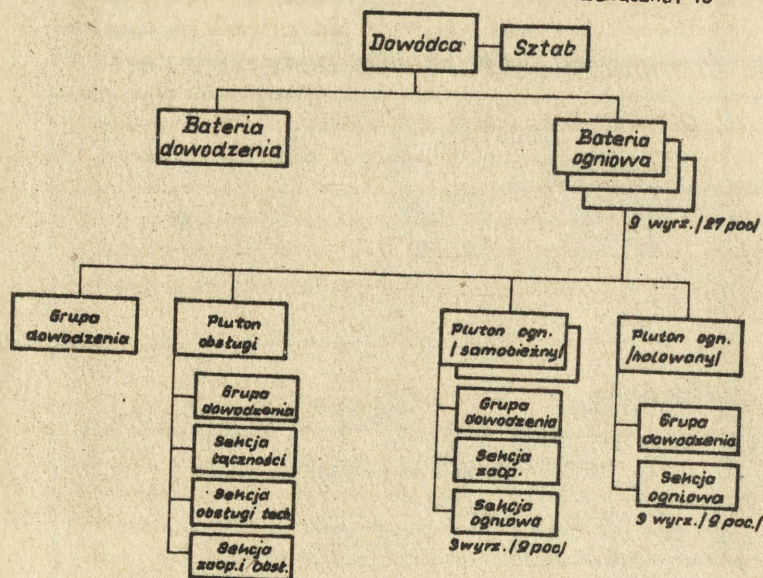 Dowódca
Sztab
Bateria
dowodzenia
Bateria
ogniowa
9 wyrz./27 poc/
Grupa
dowodzenia
Pluton
obsługi
Pluton ogn.
/samobieżny/
Pluton ogn.
/holowany/
Grupa
dowodzenia
Sekcja
łączności
Sekcja
obsługi tech.
Sekcja
zaop. i obsł.
Grupa
dowodzenia
Sekcja
zaop.
Sekcja
ogniowa
3 wyrz./9 poc/
Grupa
dowodzenia
Sekcja
ogniowa
3 wyrz./9 poc./